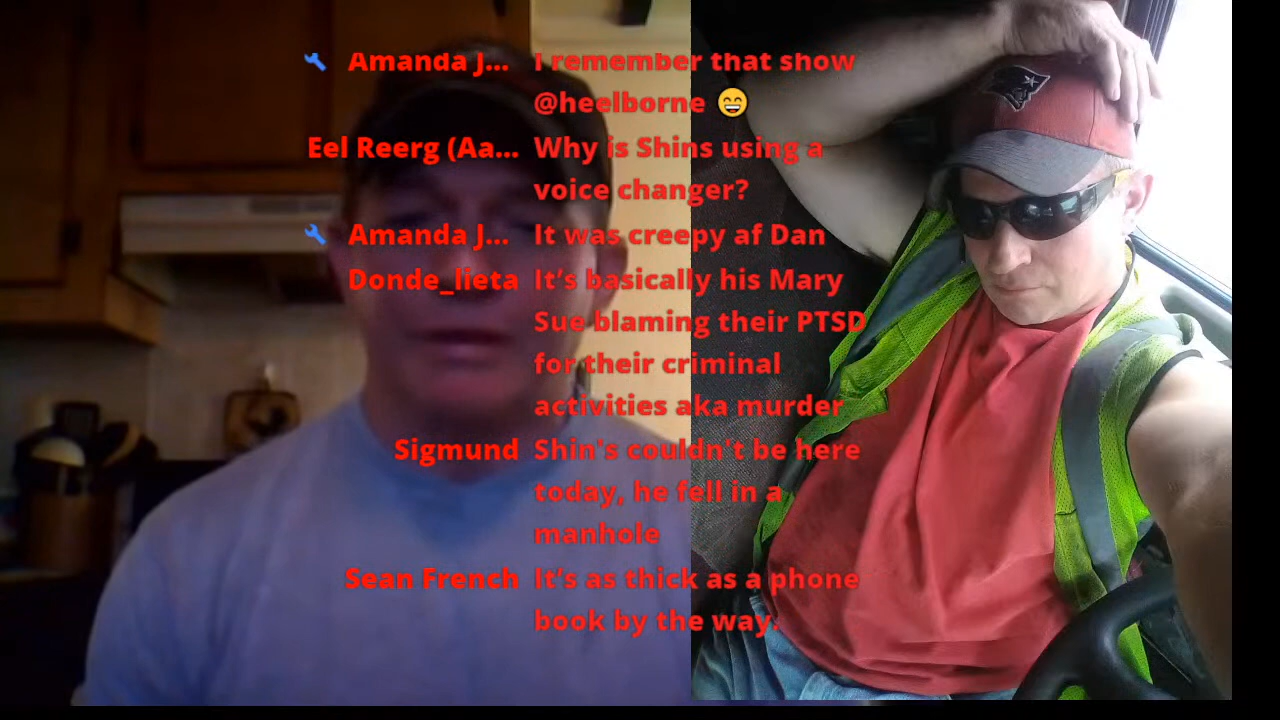 Amanda J... I remember that show
@heelborne 😁
Eel Reerg (Aa... Why is Shins using a
voice changer?
Amanda J... It was creepy af Dan
Donde_lieta It’s basically his Mary
Sue blaming their PTSD
for their criminal
activities aka murder
Sigmund Shin's couldn't be here
today, he fell in a
manhole
Sean French It’s as thick as a phone
book by the way.